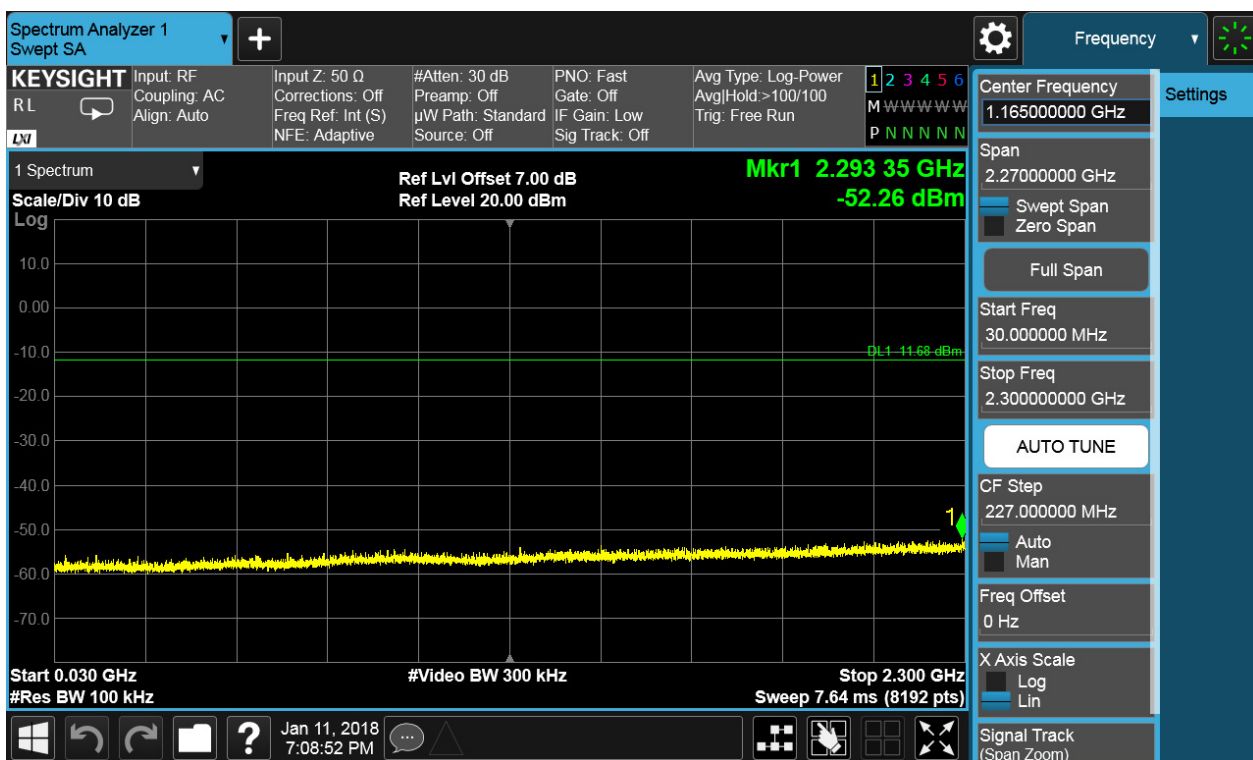 Spectrum Analyzer 1
Swept SA
+
Frequency
KEYSIGHT
R L
LXI
Input: RF
Coupling: AC
Align: Auto
Input Z: 50 Ω
Corrections: Off
Freq Ref: Int (S)
NFE: Adaptive
#Atten: 30 dB
Preamp: Off
µW Path: Standard
Source: Off
PNO: Fast
Gate: Off
IF Gain: Low
Sig Track: Off
Avg Type: Log-Power
Avg|Hold:>100/100
Trig: Free Run
1 2 3 4 5 6
M W W W W W
P N N N N N
1 Spectrum
Scale/Div 10 dB
Log
Ref Lvl Offset 7.00 dB
Ref Level 20.00 dBm
Mkr1 2.293 35 GHz
-52.26 dBm
10.0
0.00
-10.0
-20.0
-30.0
-40.0
-50.0
-60.0
-70.0
DL1 -11.68 dBm
1
Start 0.030 GHz
#Res BW 100 kHz
#Video BW 300 kHz
Stop 2.300 GHz
Sweep 7.64 ms (8192 pts)
Center Frequency
1.165000000 GHz
Span
2.27000000 GHz
Swept Span
Zero Span
Full Span
Start Freq
30.000000 MHz
Stop Freq
2.300000000 GHz
AUTO TUNE
CF Step
227.000000 MHz
Auto
Man
Freq Offset
0 Hz
X Axis Scale
Log
Lin
Signal Track
(Span Zoom)
Settings
?
Jan 11, 2018
7:08:52 PM